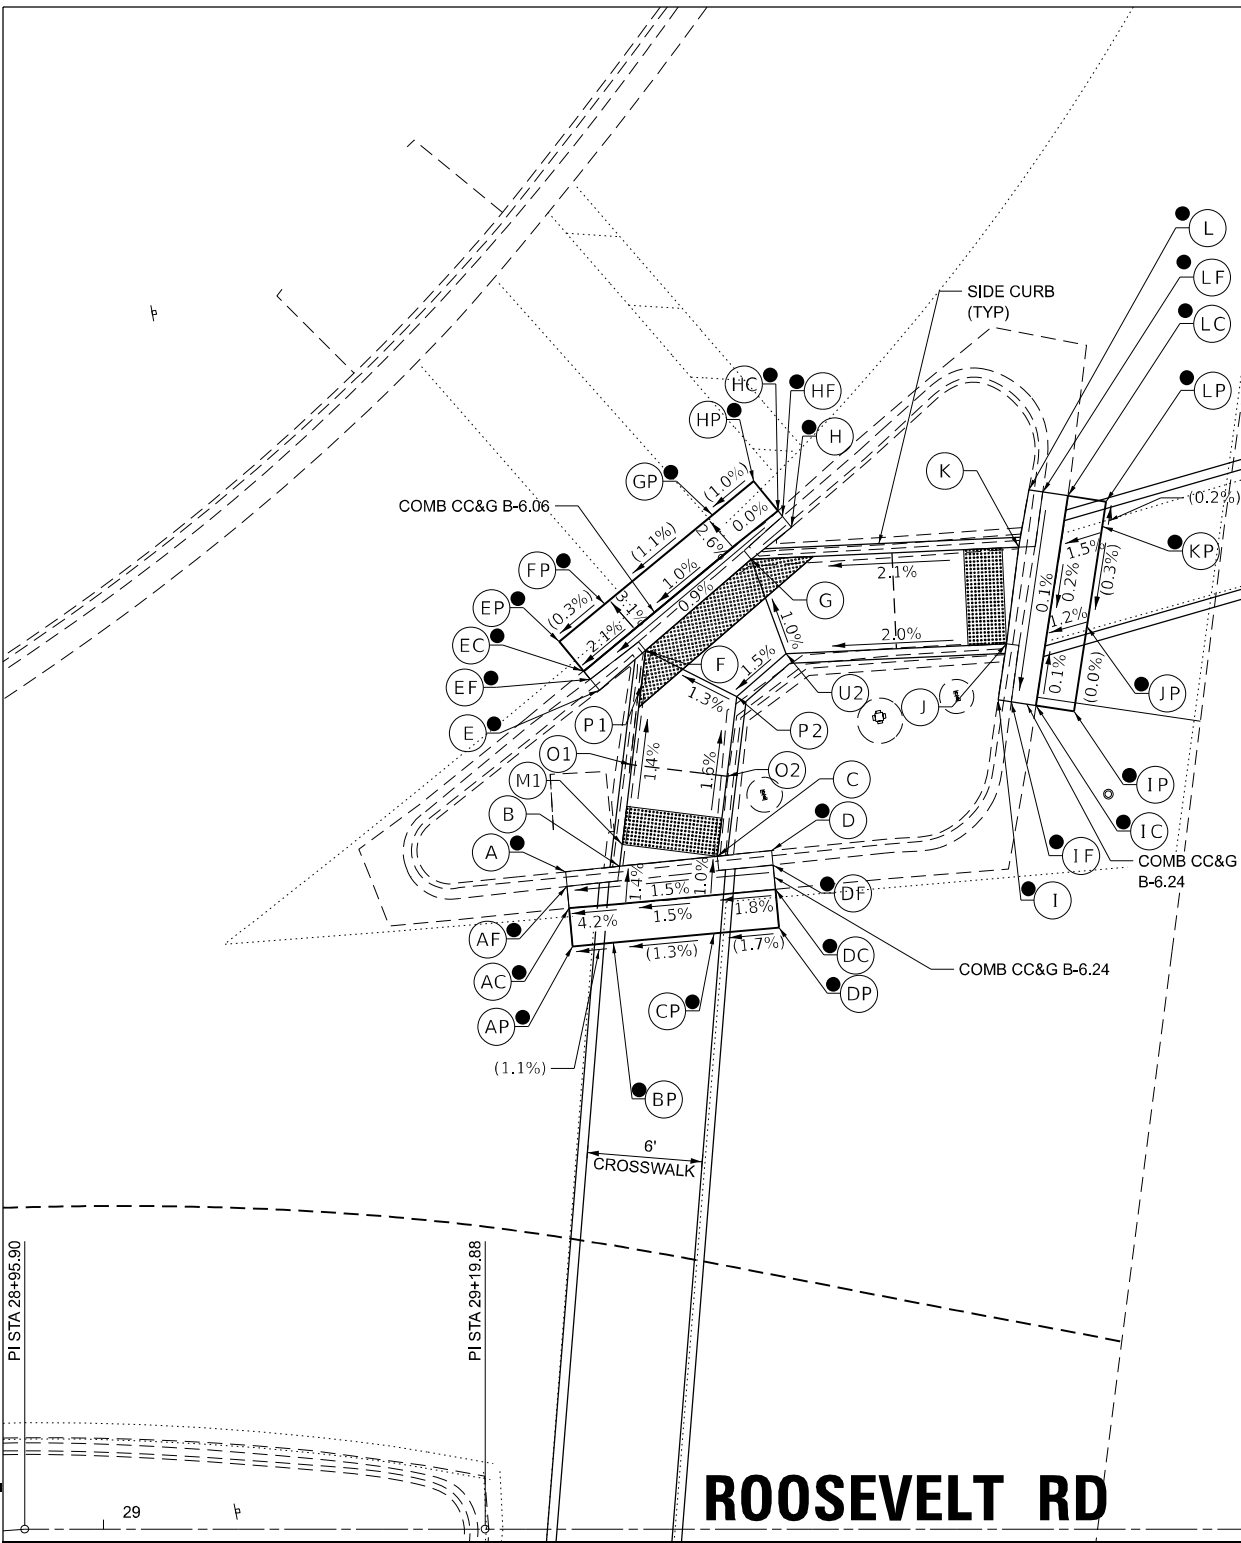 L
LF
LC
LP
SIDE CURB
(TYP)
HC
HF
HP
H
K
GP
(1.0%)
(0.2%)
COMB CC&G B-6.06
0.0%
2.6%
(1.1%)
1.5%
KP
FP
1.0%
2.1%
0.2%
(0.3%)
EP
(0.3%)
3.1%
0.9%
G
0.1%
EC
2.1%
1.0%
2.0%
1.2%
EF
F
1.5%
U2
J
0.1%
(0.0%)
JP
E
P1
1.3%
P2
O1
1.4%
1.6%
O2
M1
C
IP
B
D
IC
A
IF
COMB CC&G
B-6.24
1.4%
1.5%
1.0%
DF
I
4.2%
1.5%
1.8%
AF
(1.3%)
(1.7%)
DC
AC
COMB CC&G B-6.24
DP
AP
CP
(1.1%)
BP
6'
CROSSWALK
PI STA 28+95.90
PI STA 29+19.88
29
ROOSEVELT RD